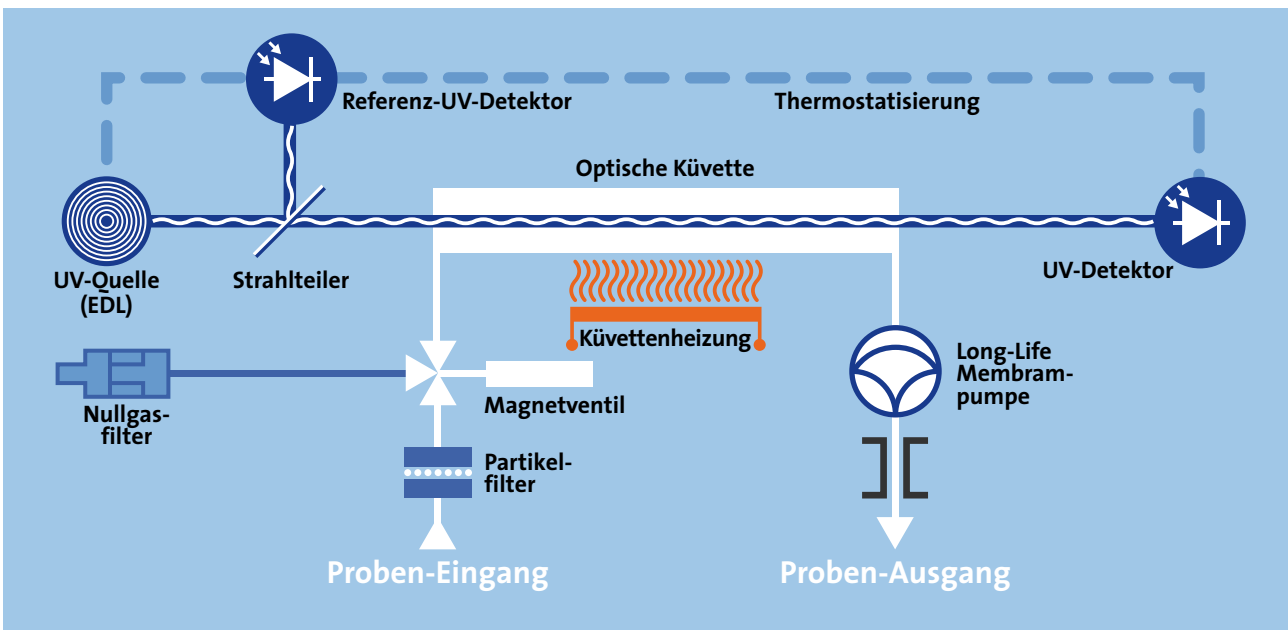 Referenz-UV-Detektor
Thermostatisierung
Optische Küvette
UV-Quelle
(EDL)
Strahlteiler
UV-Detektor
Küvettenheizung
Long-Life
Membram-
pumpe
Nullgas-
filter
Magnetventil
Partikel-
filter
Proben-Eingang
Proben-Ausgang